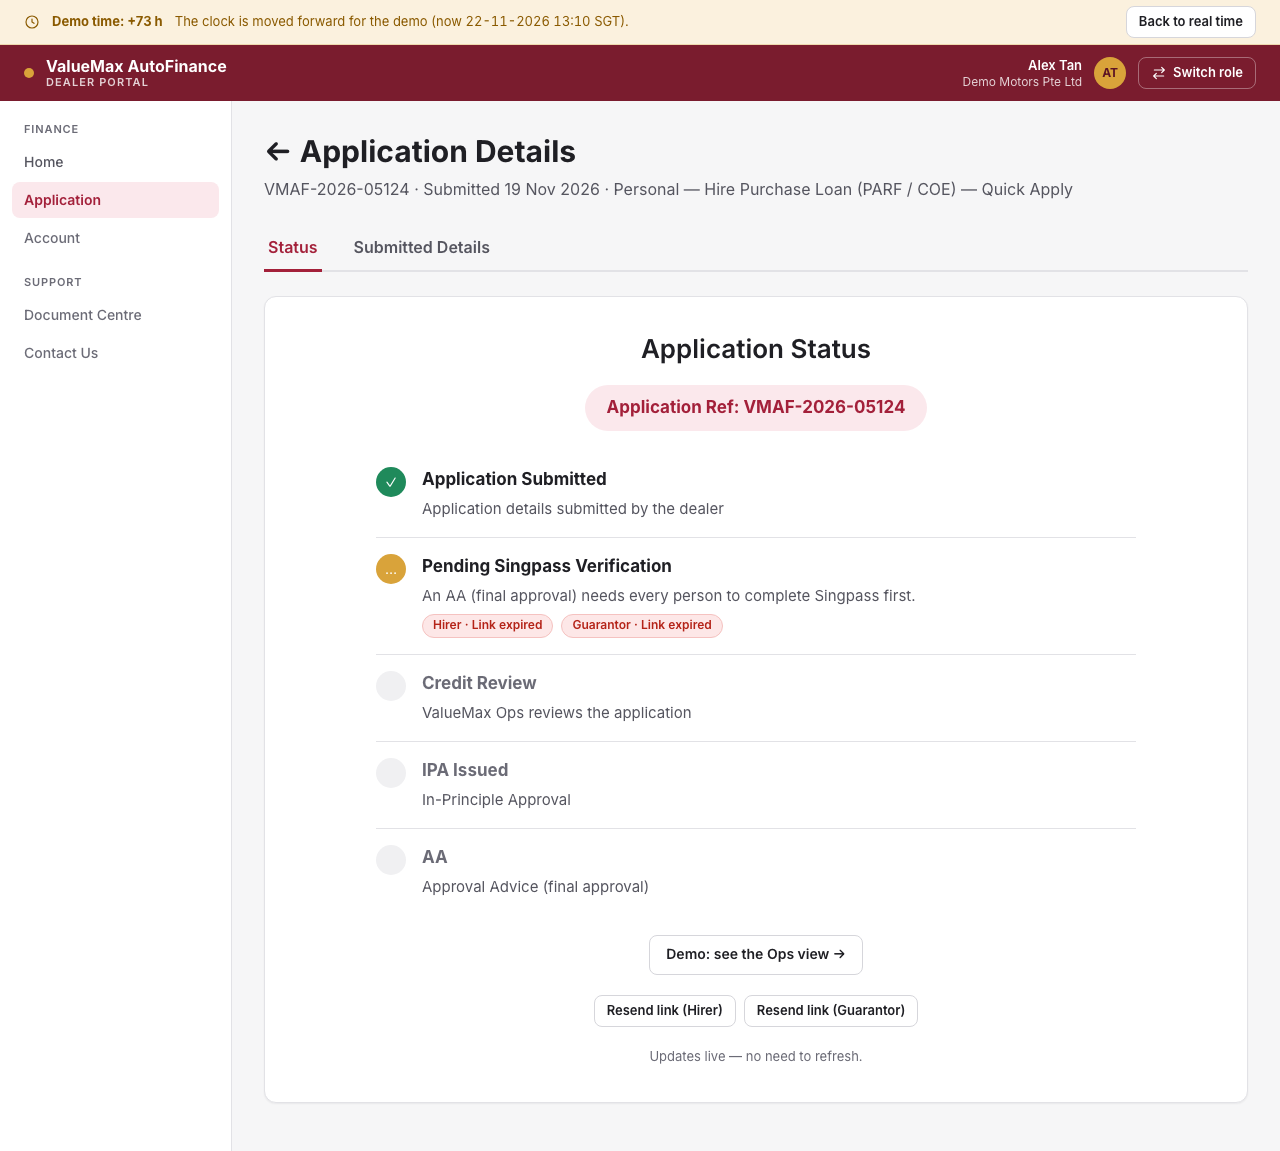 Demo time: +73 h The clock is moved forward for the demo (now 22-11-2026 13:10 SGT).
Back to real time
ValueMax AutoFinance
DEALER PORTAL
Alex Tan
Demo Motors Pte Ltd
AT
Switch role
FINANCE
Home
Application
Account
SUPPORT
Document Centre
Contact Us
← Application Details
VMAF-2026-05124 · Submitted 19 Nov 2026 · Personal — Hire Purchase Loan (PARF / COE) — Quick Apply
Status
Submitted Details
Application Status
Application Ref: VMAF-2026-05124
✓ Application Submitted
Application details submitted by the dealer
... Pending Singpass Verification
An AA (final approval) needs every person to complete Singpass first.
Hirer · Link expired
Guarantor · Link expired
Credit Review
ValueMax Ops reviews the application
IPA Issued
In-Principle Approval
AA
Approval Advice (final approval)
Demo: see the Ops view →
Resend link (Hirer)
Resend link (Guarantor)
Updates live — no need to refresh.